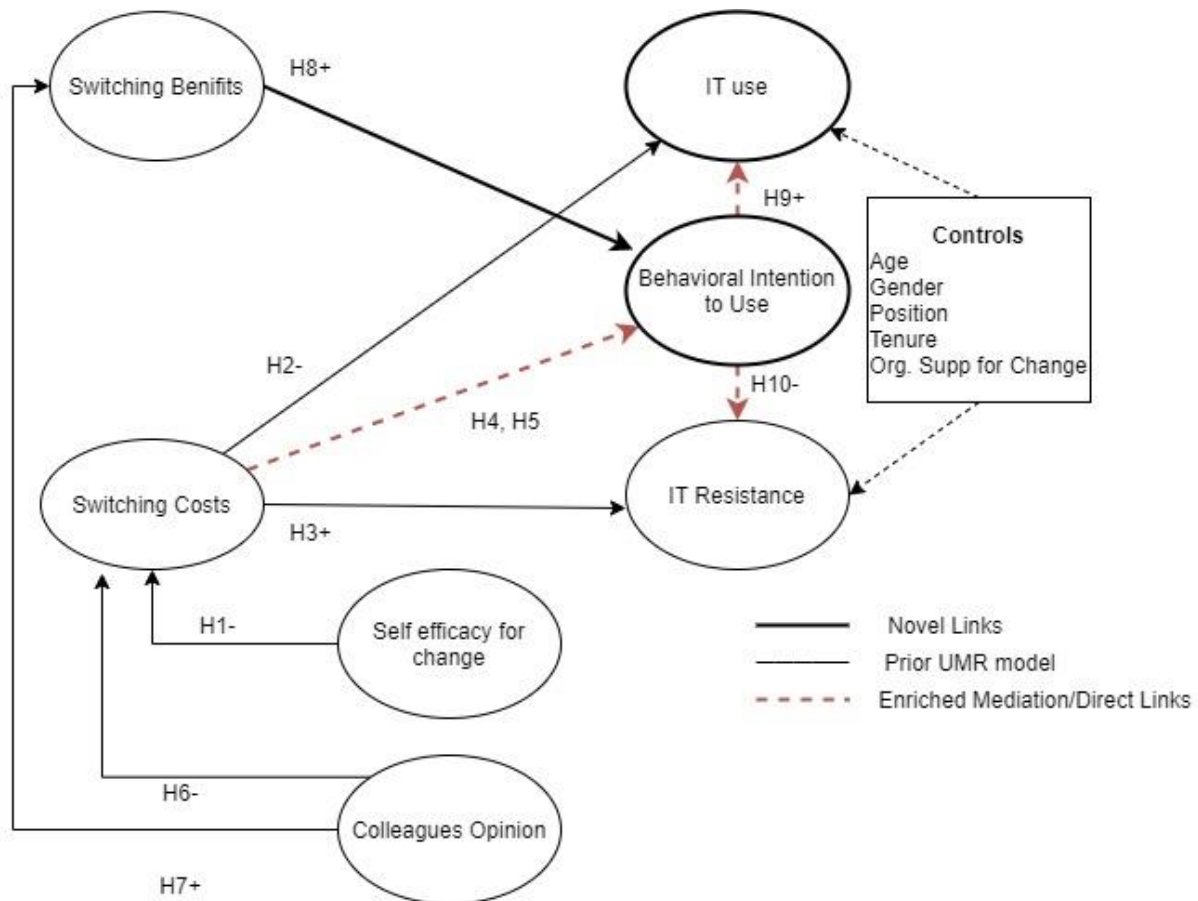 H8+
Switching Benifits
IT use
H9+
Controls
Age
Gender
Position
Tenure
Org. Supp for Change
Behavioral Intention
to Use
H2-
H10-
H4, H5
Switching Costs
IT Resistance
H3+
H1-
Self efficacy for
change
Novel Links
Prior UMR model
Enriched Mediation/Direct Links
H6-
Colleagues Opinion
H7+